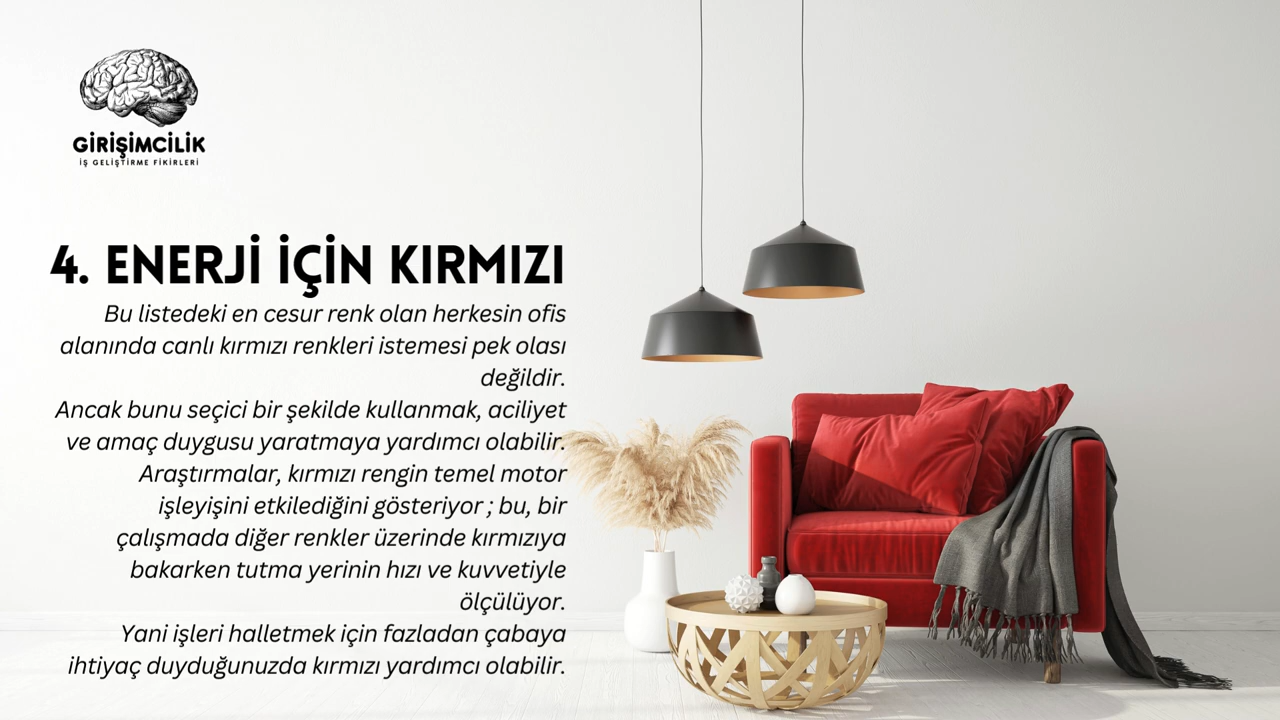 GİRİŞİMCİLİK
İŞ GELİŞTİRME FİKİRLERİ
4. ENERJİ İÇİN KIRMIZI
Bu listedeki en cesur renk olan herkesin ofis
alanında canlı kırmızı renkleri istemesi pek olası
değildir.
Ancak bunu seçici bir şekilde kullanmak, aciliyet
ve amaç duygusu yaratmaya yardımcı olabilir.
Araştırmalar, kırmızı rengin temel motor
işleyişini etkilediğini gösteriyor ; bu, bir
çalışmada diğer renkler üzerinde kırmızıya
bakarken tutma yerinin hızı ve kuvvetiyle
ölçülüyor.
Yani işleri halletmek için fazladan çabaya
ihtiyaç duyduğunuzda kırmızı yardımcı olabilir.